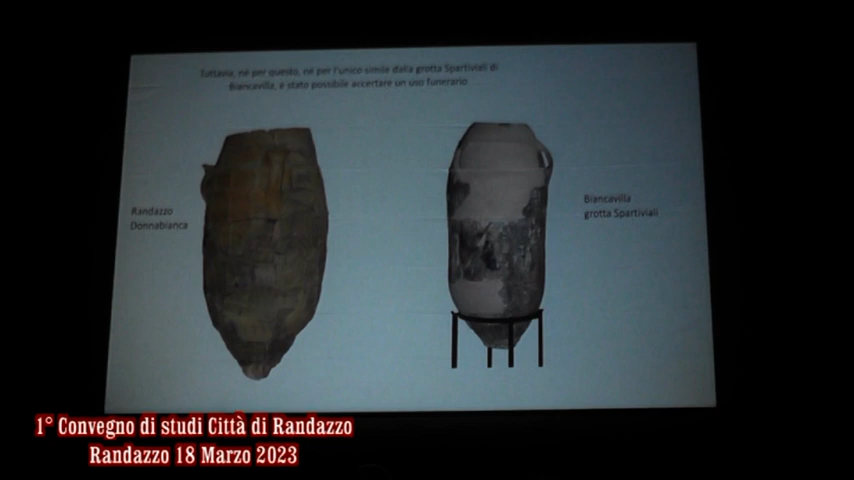 Tuttavia, né per questo, né per l'unico simile dalla grotta Spartiviali di
Biancavilla, è stato possibile accertare un uso funerario
Randazzo
Donnabianca
Biancavilla
grotta Spartiviali
1° Convegno di studi Città di Randazzo
Randazzo 18 Marzo 2023